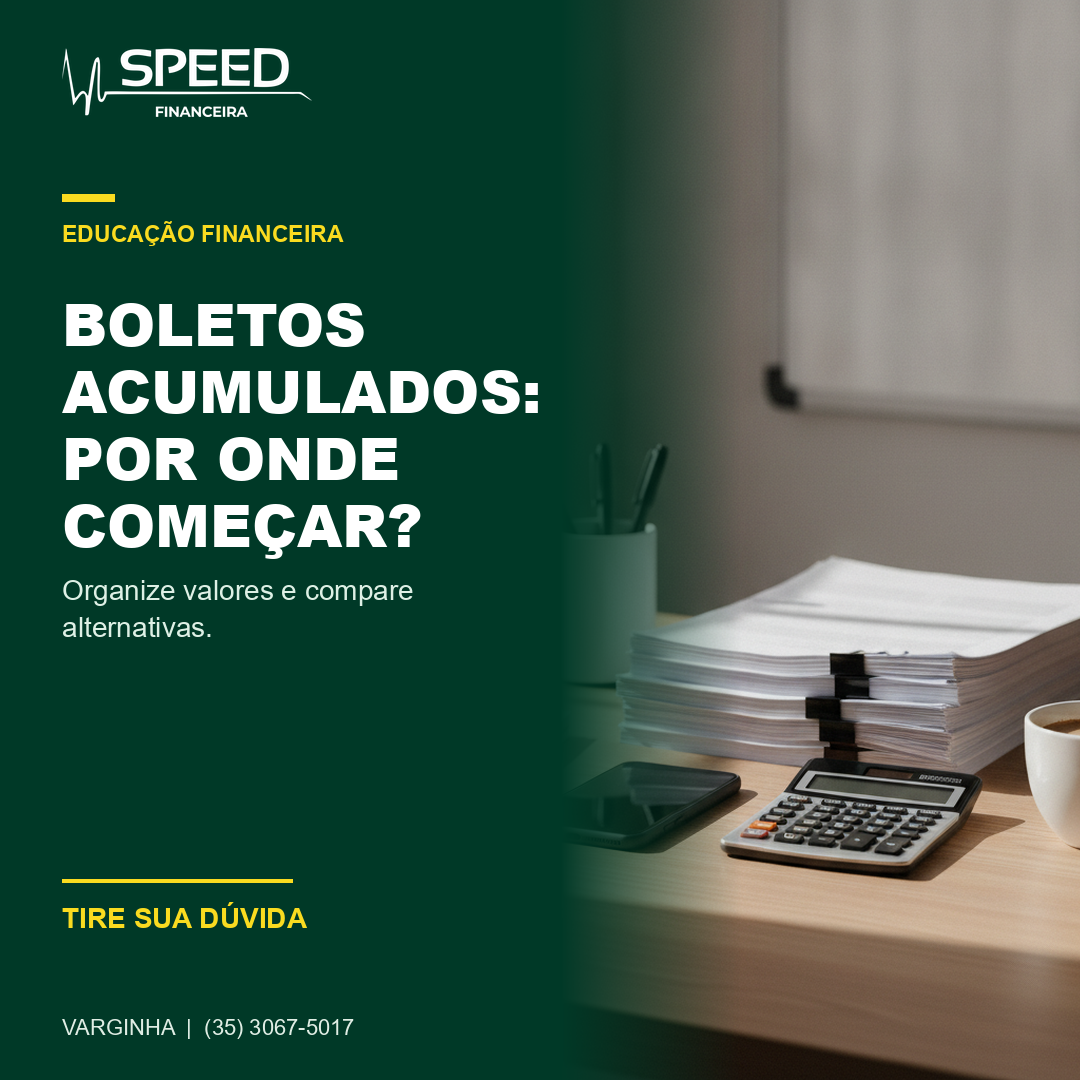 SPEED
FINANCEIRA
EDUCAÇÃO FINANCEIRA
BOLETOS
ACUMULADOS:
POR ONDE
COMEÇAR?
Organize valores e compare
alternativas.
TIRE SUA DÚVIDA
VARGINHA | (35) 3067-5017